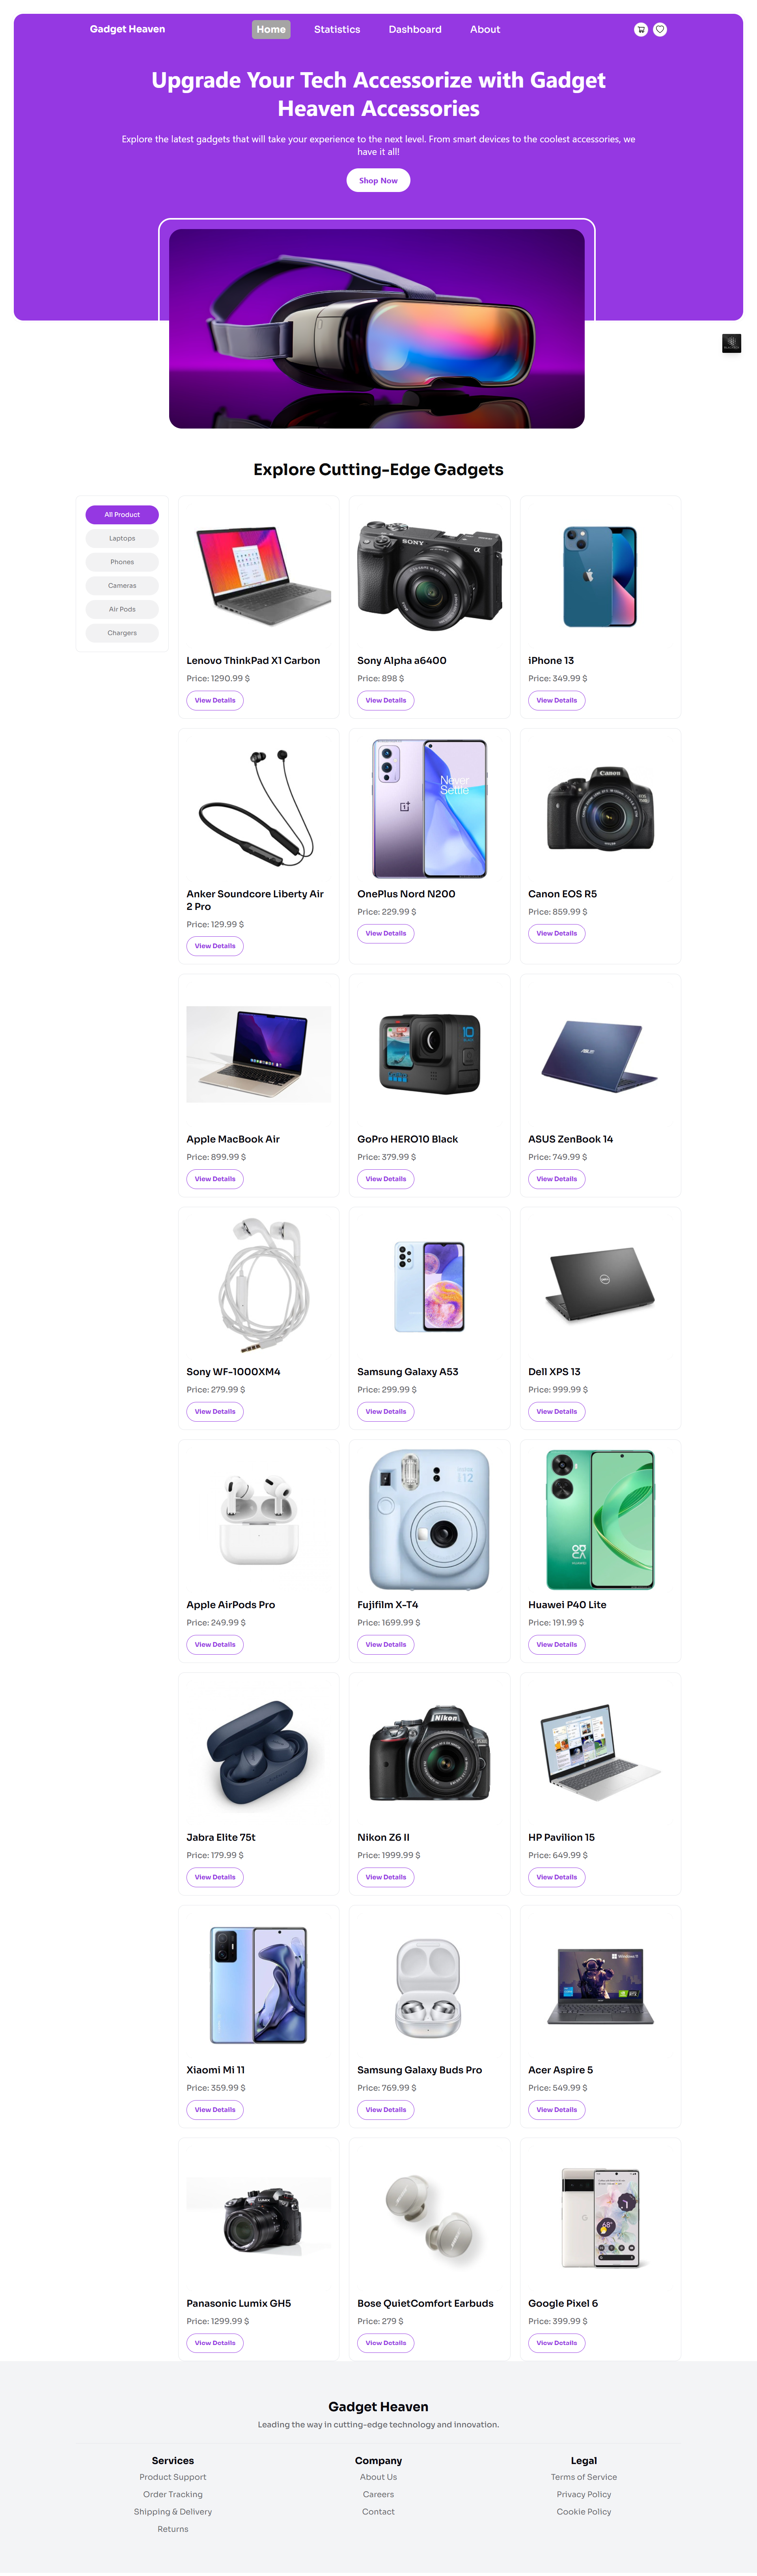 Gadget Heaven
Home
Statistics
Dashboard
About
Upgrade Your Tech Accessorize with Gadget
Heaven Accessories
Explore the latest gadgets that will take your experience to the next level. From smart devices to the coolest accessories, we
have it all!
Shop Now
Explore Cutting-Edge Gadgets
All Product
Laptops
Phones
Cameras
Air Pods
Chargers
SONY
α
Lenovo ThinkPad X1 Carbon
Sony Alpha a6400
iPhone 13
Price: 1290.99 $
Price: 898 $
Price: 349.99 $
View Details
View Details
View Details
Never
Settle
Canon
Anker Soundcore Liberty Air
2 Pro
OnePlus Nord N200
Canon EOS R5
Price: 129.99 $
Price: 229.99 $
Price: 859.99 $
View Details
View Details
View Details
10
ASUS
Apple MacBook Air
GoPro HERO10 Black
ASUS ZenBook 14
Price: 899.99 $
Price: 379.99 $
Price: 749.99 $
View Details
View Details
View Details
DELL
Sony WF-1000XM4
Samsung Galaxy A53
Dell XPS 13
Price: 279.99 $
Price: 299.99 $
Price: 999.99 $
View Details
View Details
View Details
12
Apple AirPods Pro
Fujifilm X-T4
Huawei P40 Lite
Price: 249.99 $
Price: 1699.99 $
Price: 191.99 $
View Details
View Details
View Details
Nikon
Jabra Elite 75t
Nikon Z6 II
HP Pavilion 15
Price: 179.99 $
Price: 1999.99 $
Price: 649.99 $
View Details
View Details
View Details
Windows 11
Xiaomi Mi 11
Samsung Galaxy Buds Pro
Acer Aspire 5
Price: 359.99 $
Price: 769.99 $
Price: 549.99 $
View Details
View Details
View Details
LUMIX
68°
Panasonic Lumix GH5
Bose QuietComfort Earbuds
Google Pixel 6
Price: 1299.99 $
Price: 279 $
Price: 399.99 $
View Details
View Details
View Details
Gadget Heaven
Leading the way in cutting-edge technology and innovation.
Services
Company
Legal
Product Support
About Us
Terms of Service
Order Tracking
Careers
Privacy Policy
Shipping & Delivery
Contact
Cookie Policy
Returns